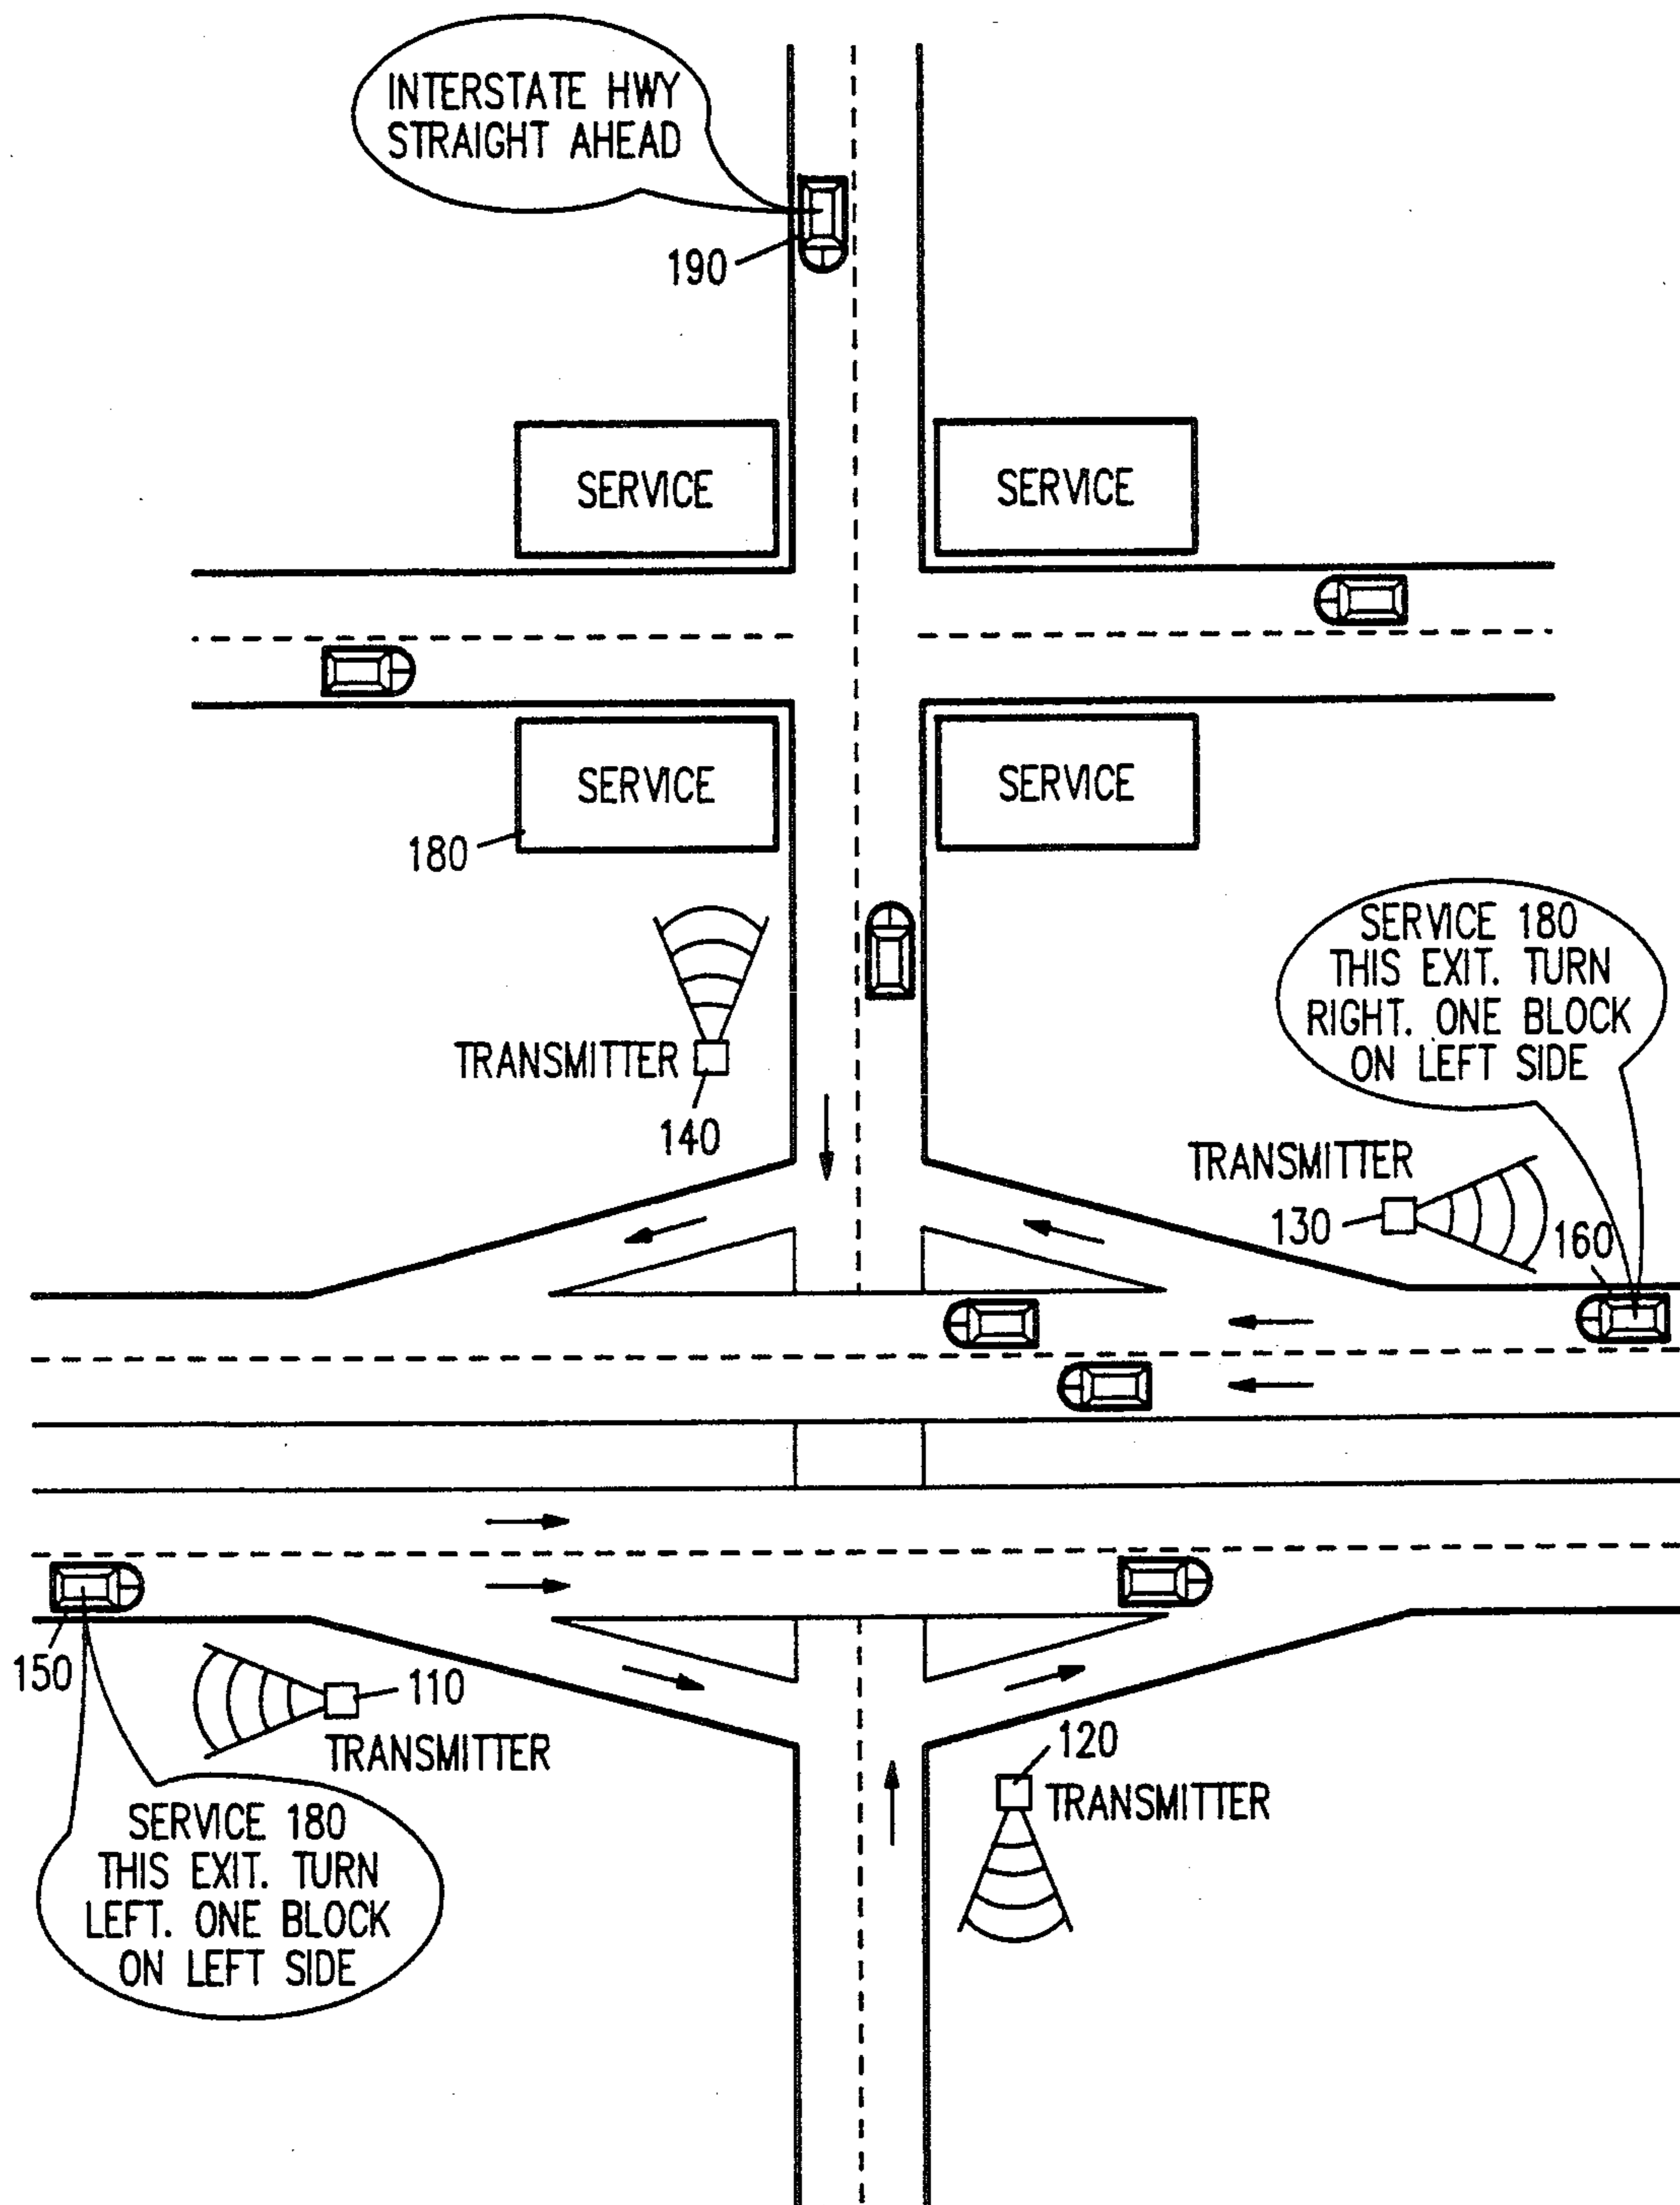 INTERSTATE HWY
STRAIGHT AHEAD
190
SERVICE
SERVICE
SERVICE
SERVICE
180
SERVICE 180
THIS EXIT. TURN
RIGHT. ONE BLOCK
ON LEFT SIDE
TRANSMITTER
140
TRANSMITTER
130
160
150
110
TRANSMITTER
120
TRANSMITTER
SERVICE 180
THIS EXIT. TURN
LEFT. ONE BLOCK
ON LEFT SIDE